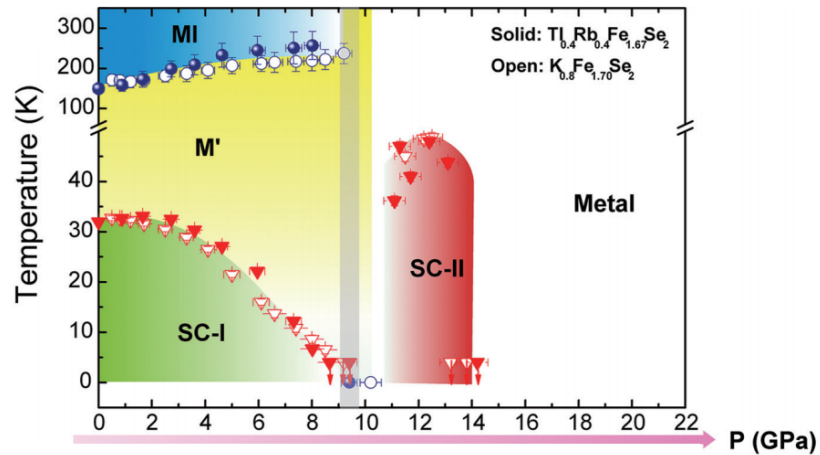 300
200
100
40
30
20
10
0
Temperature (K)
MI
M'
SC-I
SC-II
Metal
Solid: Tl₀.₄Rb₀.₄Fe₁.₆₇Se₂
Open: K₀.₈Fe₁.₇₀Se₂
0 2 4 6 8 10 12 14 16 18 20 22
P (GPa)